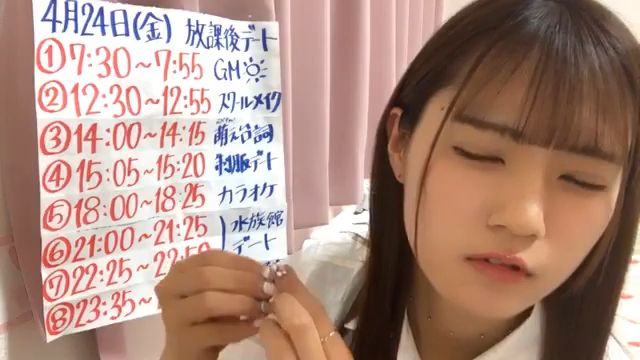 4月24日(金) 放課後デート
①7:30~7:55 GM
②12:30~12:55 スクールメイク
③14:00~14:15 萌え台詞
④15:05~15:20 制服デート
⑤18:00~18:25 カラオケ
⑥21:00~21:25 水族館
デート
⑦22:25~22:50
⑧23:35~